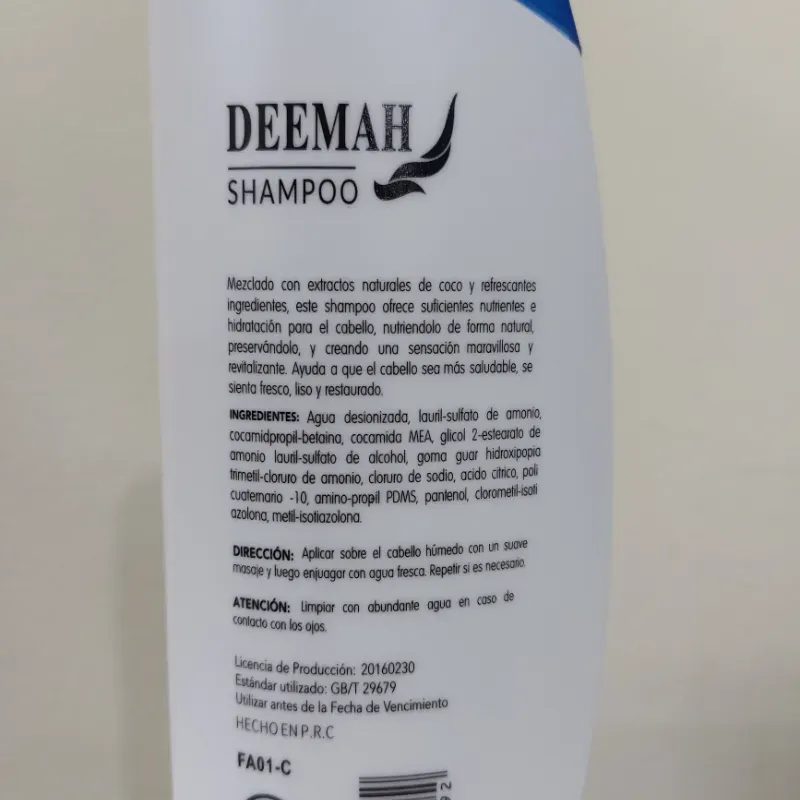 DEEMAH
SHAMPOO
Mezclado con extractos naturales de coco y refrescantes
ingredientes, este shampoo ofrece suficientes nutrientes e
hidratación para el cabello, nutriendolo de forma natural,
preservándolo, y creando una sensación maravillosa y
revitalizante. Ayuda a que el cabello sea más saludable, se
sienta fresco, liso y restaurado.
INGREDIENTES: Agua desionizada, lauril-sulfato de amonio,
cocamidpropil-betaina, cocamida MEA, glicol 2-estearato de
amonio lauril-sulfato de alcohol, goma guar hidroxipopia
trimetil-cloruro de amonio, cloruro de sodio, acido cítrico, poli
cuaternario -10, amino-propil PDMS, pantenol, clorometil-isoti
azolona, metil-isotiazolona.
DIRECCIÓN: Aplicar sobre el cabello húmedo con un suave
masaje y luego enjuagar con agua fresca. Repetir si es necesario.
ATENCIÓN: Limpiar con abundante agua en caso de
contacto con los ojos.
Licencia de Producción: 20160230
Estándar utilizado: GB/T 29679
Utilizar antes de la Fecha de Vencimiento
HECHO EN P.R.C
FA01-C